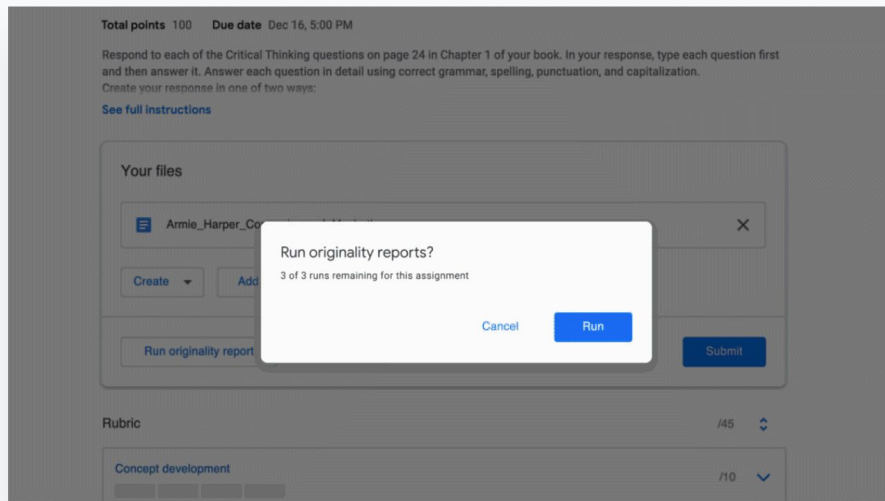 Total points 100 Due date Dec 16, 5:00 PM
Respond to each of the Critical Thinking questions on page 24 in Chapter 1 of your book. In your response, type each question first
and then answer it. Answer each question in detail using correct grammar, spelling, punctuation, and capitalization.
Create your response in one of two ways:
See full instructions
Your files
Armie_Harper_Co
Run originality reports?
3 of 3 runs remaining for this assignment
Create
Add
Cancel
Run
Run originality report
Submit
Rubric
/45
Concept development
/10